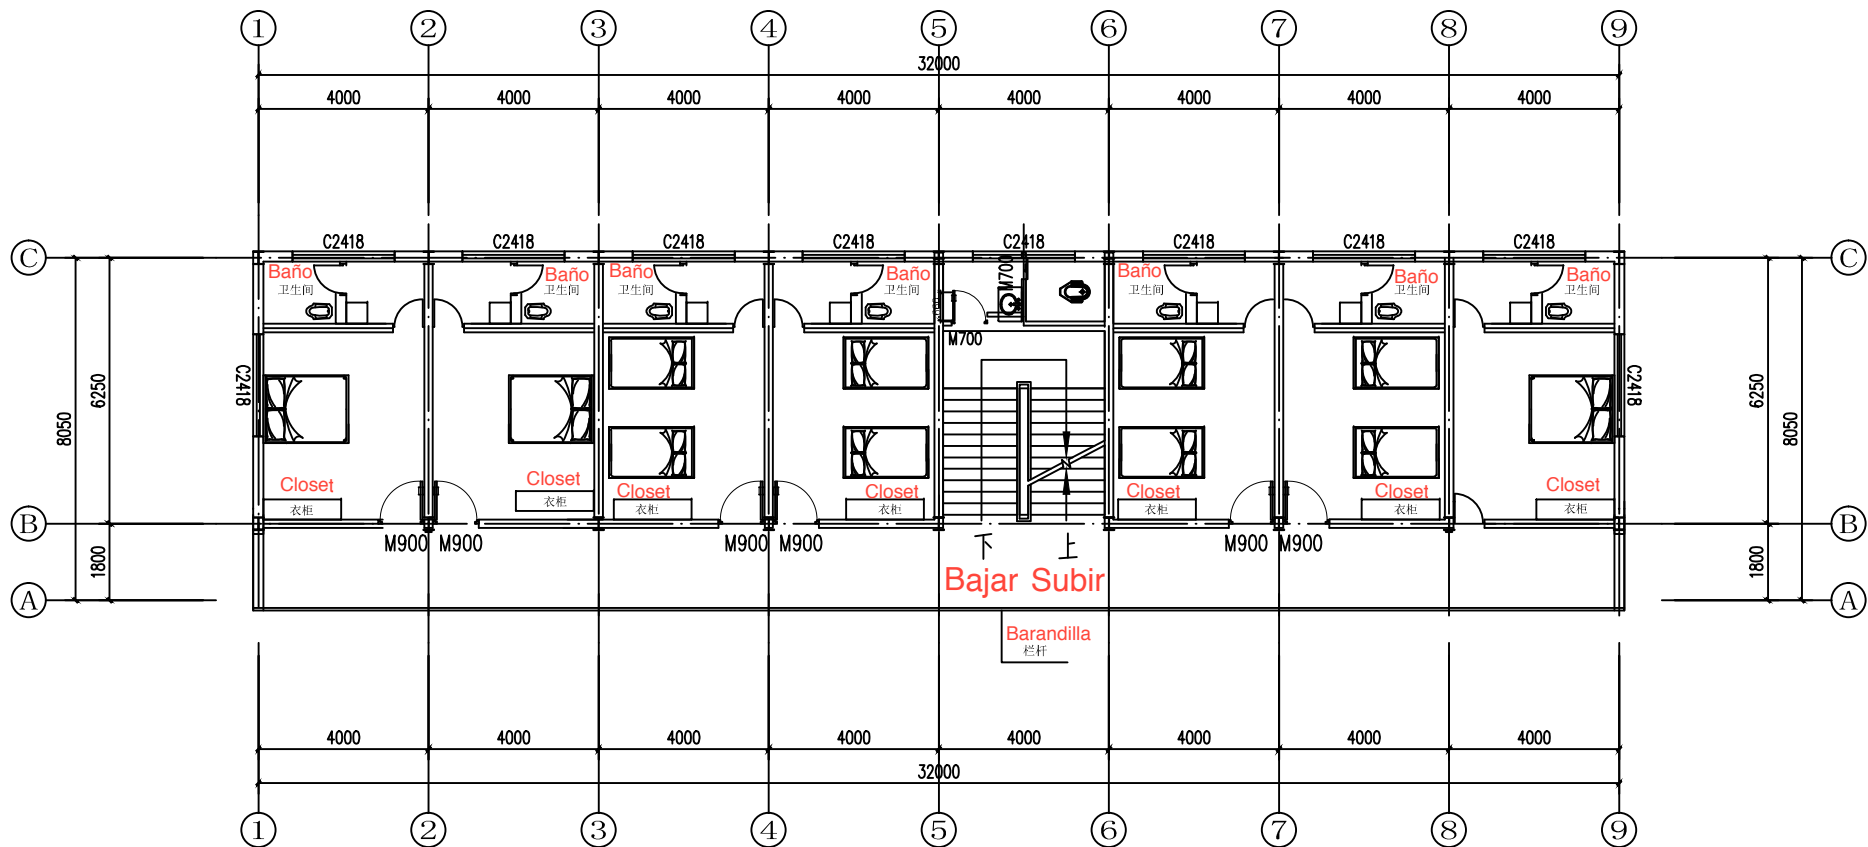 ① ② ③ ④ ⑤ ⑥ ⑦ ⑧ ⑨
32000
4000 4000 4000 4000 4000 4000 4000 4000
C2418 C2418 C2418 C2418 C2418 C2418 C2418 C2418
Ⓒ Ⓒ
Baño Baño Baño Baño Baño Baño Baño
卫生间 卫生间 卫生间 卫生间 卫生间 卫生间 卫生间
M700
M700
C2418 C2418
8050 6250 6250 8050
Closet Closet Closet Closet Closet Closet Closet
衣柜 衣柜 衣柜 衣柜 衣柜 衣柜 衣柜
Ⓑ Ⓑ
M900 M900 M900 M900 M900 M900
下 上
1800 1800
Bajar Subir
Ⓐ Ⓐ
Barandilla
栏杆
4000 4000 4000 4000 4000 4000 4000 4000
32000
① ② ③ ④ ⑤ ⑥ ⑦ ⑧ ⑨